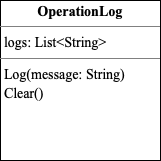 OperationLog
logs: List<String>
Log(message: String)
Clear()